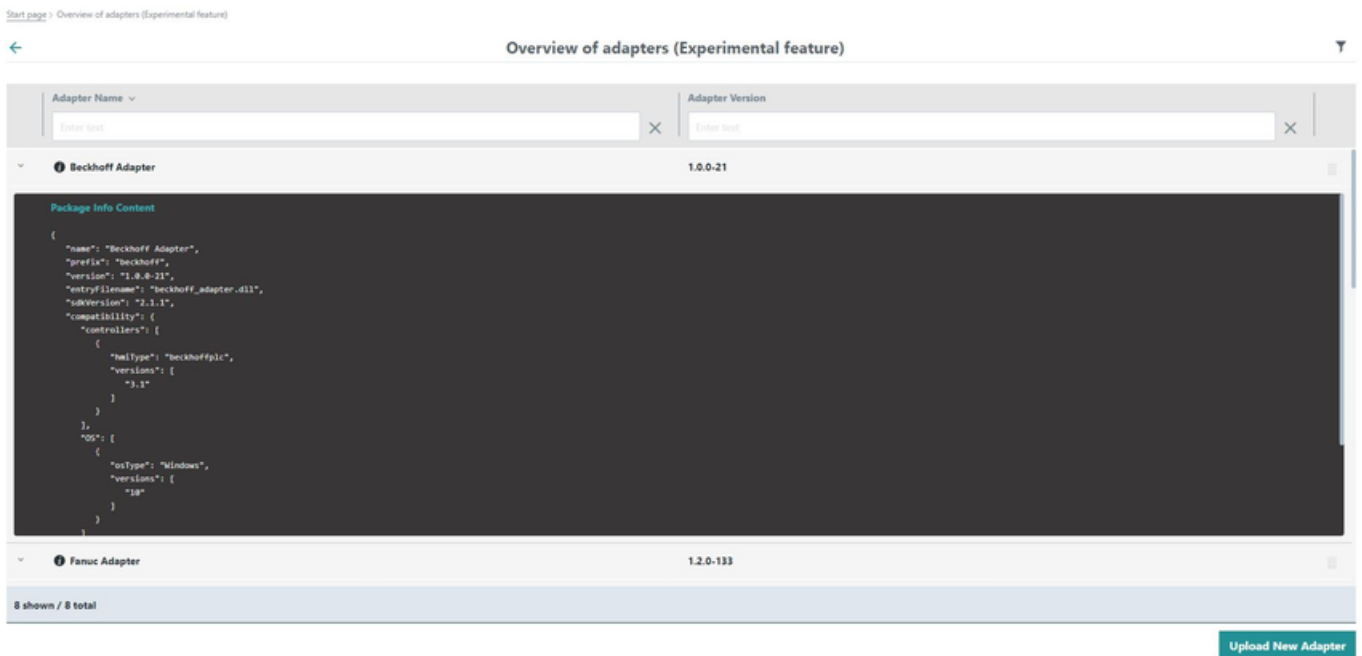 Start page > Overview of adapters (Experimental feature)
Overview of adapters (Experimental feature)
Adapter Name
Adapter Version
Enter text
Enter text
Beckhoff Adapter
1.0.0-21
Package Info Content
{
"name": "Beckhoff Adapter",
"prefix": "beckhoff",
"version": "1.0.0-21",
"entryFilename": "beckhoff_adapter.dll",
"sdkVersion": "2.1.1",
"compatibility": {
"controllers": [
{
"hmiType": "beckhoffplc",
"versions": [
"3.1"
]
}
],
"OS": [
{
"osType": "Windows",
"versions": [
"10"
]
}
]
Fanuc Adapter
1.2.0-133
8 shown / 8 total
Upload New Adapter